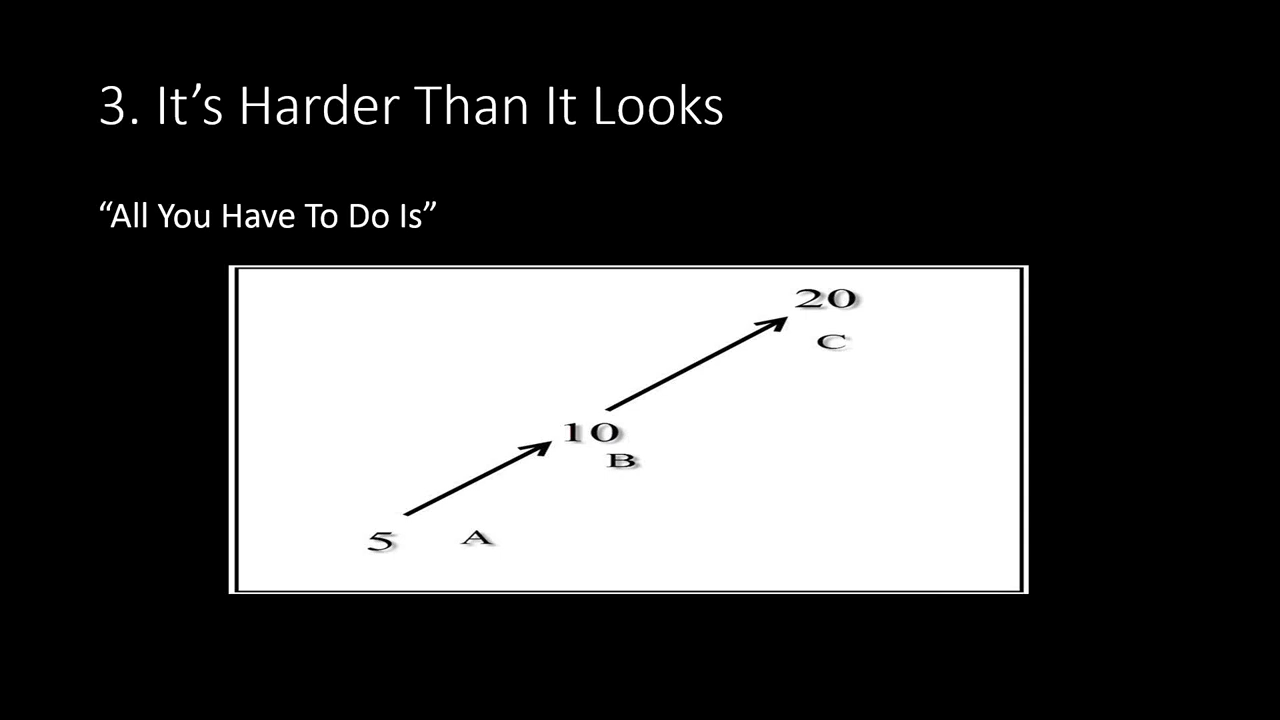 3. It’s Harder Than It Looks
“All You Have To Do Is”
20
C
10
B
5 A